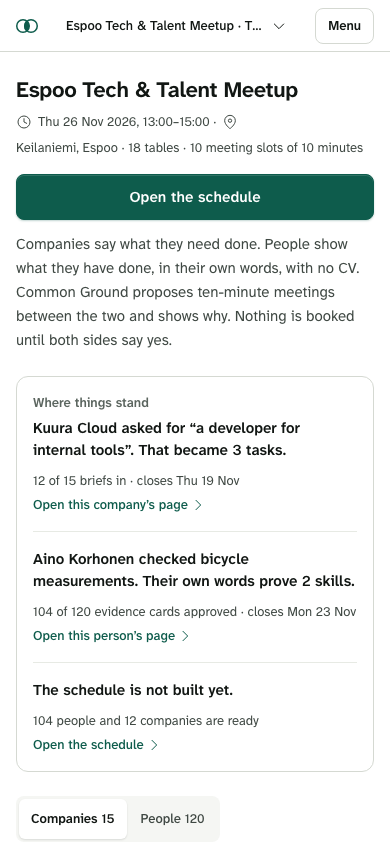 Espoo Tech & Talent Meetup · T...
Menu
Espoo Tech & Talent Meetup
Thu 26 Nov 2026, 13:00–15:00 ·
Keilaniemi, Espoo · 18 tables · 10 meeting slots of 10 minutes
Open the schedule
Companies say what they need done. People show
what they have done, in their own words, with no CV.
Common Ground proposes ten-minute meetings
between the two and shows why. Nothing is booked
until both sides say yes.
Where things stand
Kuura Cloud asked for “a developer for
internal tools”. That became 3 tasks.
12 of 15 briefs in · closes Thu 19 Nov
Open this company’s page
Aino Korhonen checked bicycle
measurements. Their own words prove 2 skills.
104 of 120 evidence cards approved · closes Mon 23 Nov
Open this person’s page
The schedule is not built yet.
104 people and 12 companies are ready
Open the schedule
Companies 15
People 120